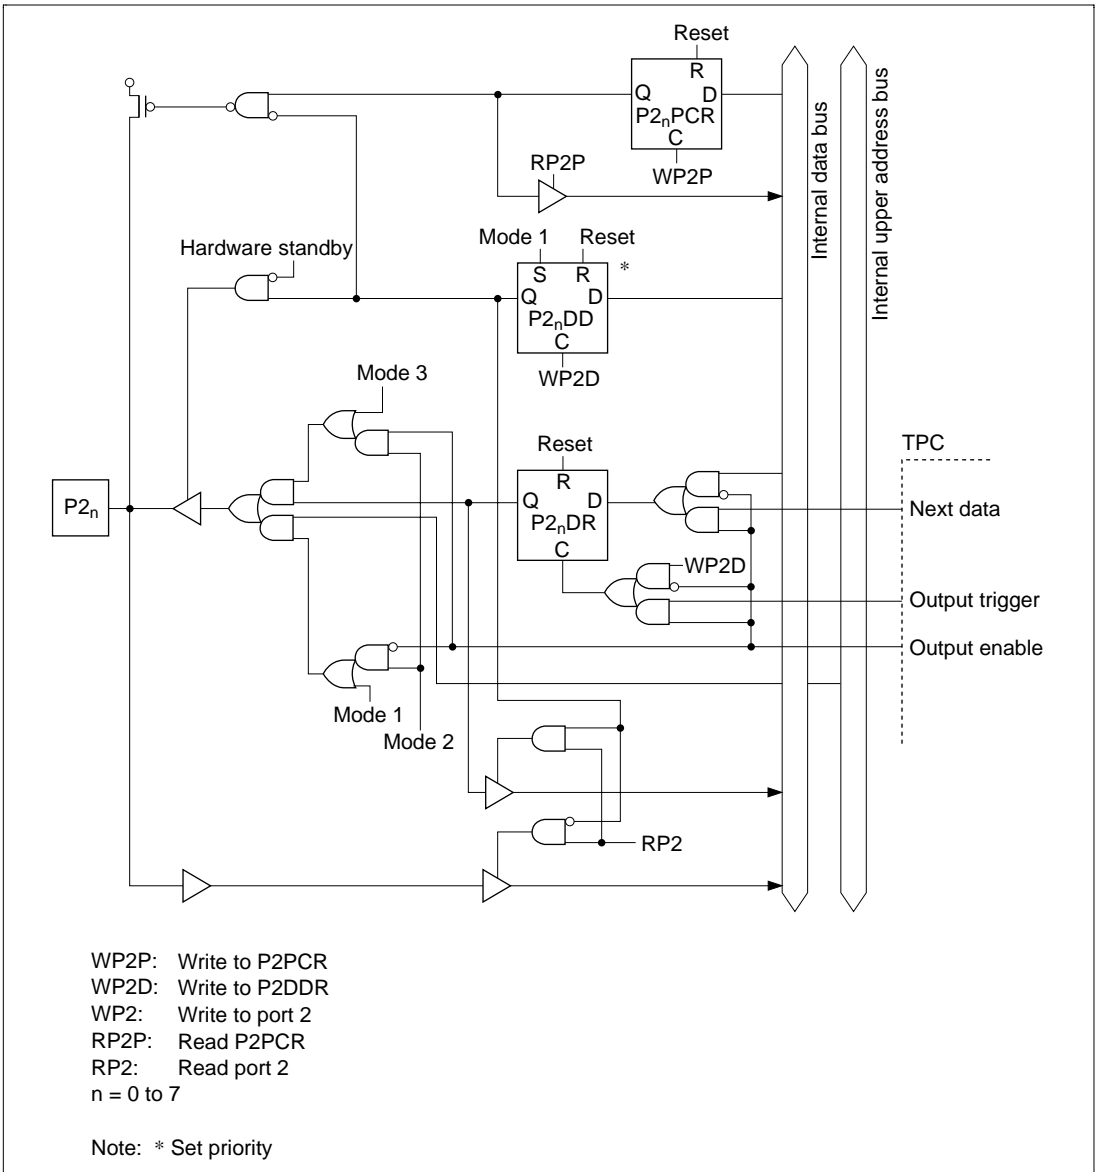 Reset
R
Q D
P2nPCR
C
WP2P
RP2P
Internal data bus
Internal upper address bus
Hardware standby
Mode 1 Reset
*
S R
Q D
P2nDD
C
WP2D
Mode 3
Reset
R
Q D
P2nDR
C
TPC
P2n
Next data
WP2D
Output trigger
Output enable
Mode 1
Mode 2
RP2
WP2P: Write to P2PCR
WP2D: Write to P2DDR
WP2: Write to port 2
RP2P: Read P2PCR
RP2: Read port 2
n = 0 to 7
Note: * Set priority